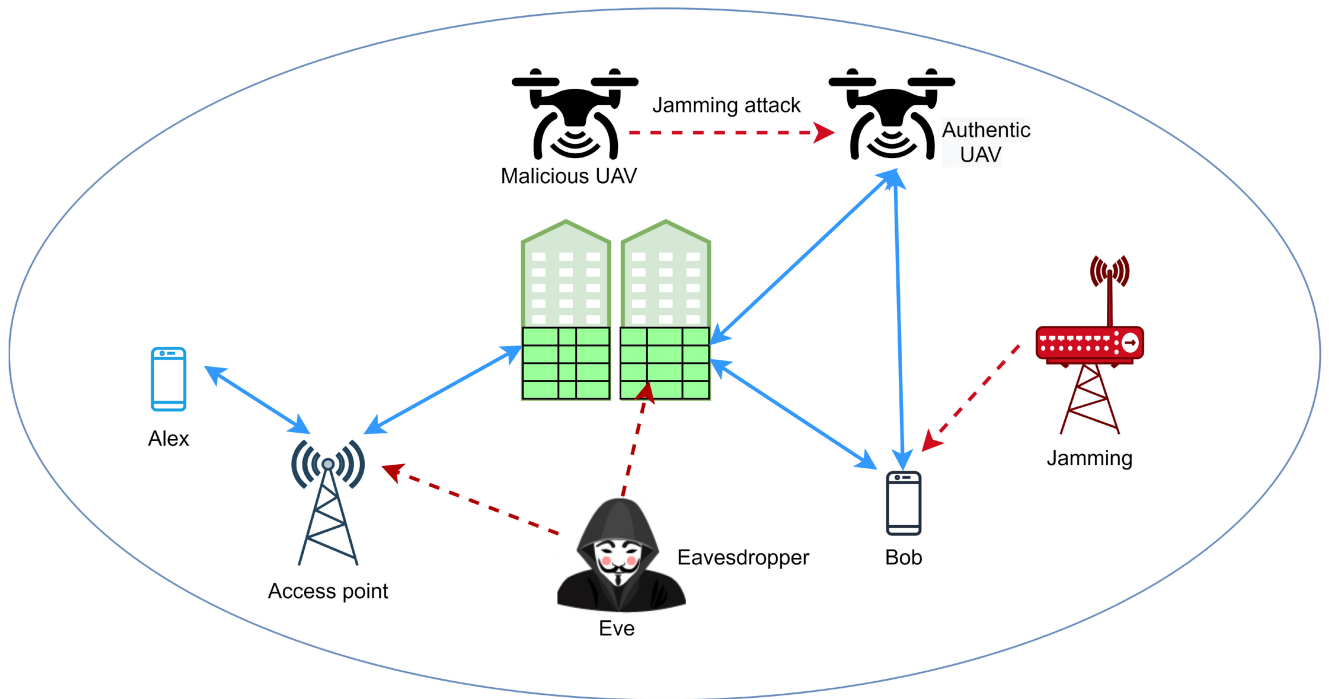 Jamming attack
Authentic
UAV
Malicious UAV
Alex
Jamming
Eavesdropper
Bob
Access point
Eve